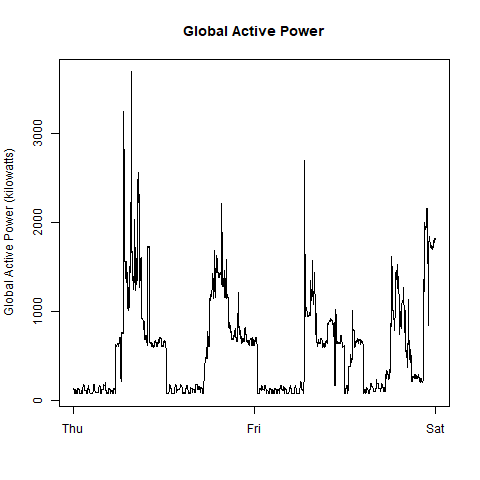 Global Active Power
Global Active Power (kilowatts)
3000
2000
1000
0
Thu Fri Sat